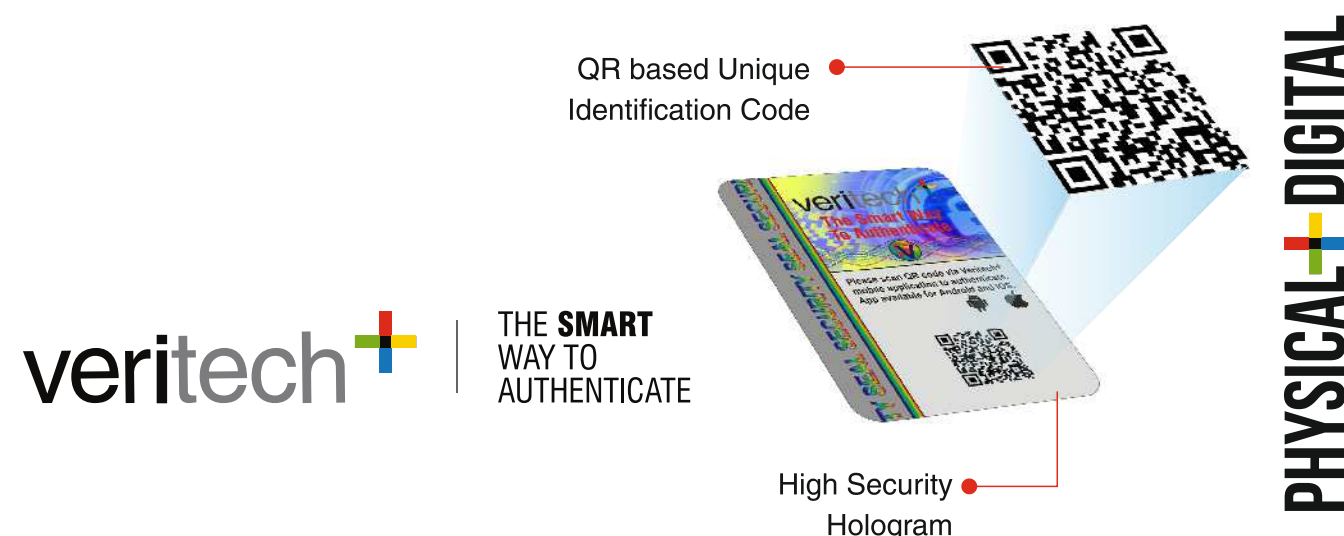 QR based Unique
Identification Code
veritech+
THE SMART
WAY TO
AUTHENTICATE
veritech+
The Smart Way
To Authenticate
Please scan QR code via Veritech+
mobile application to authenticate.
App available for Android and iOS.
High Security
Hologram
PHYSICAL+DIGITAL